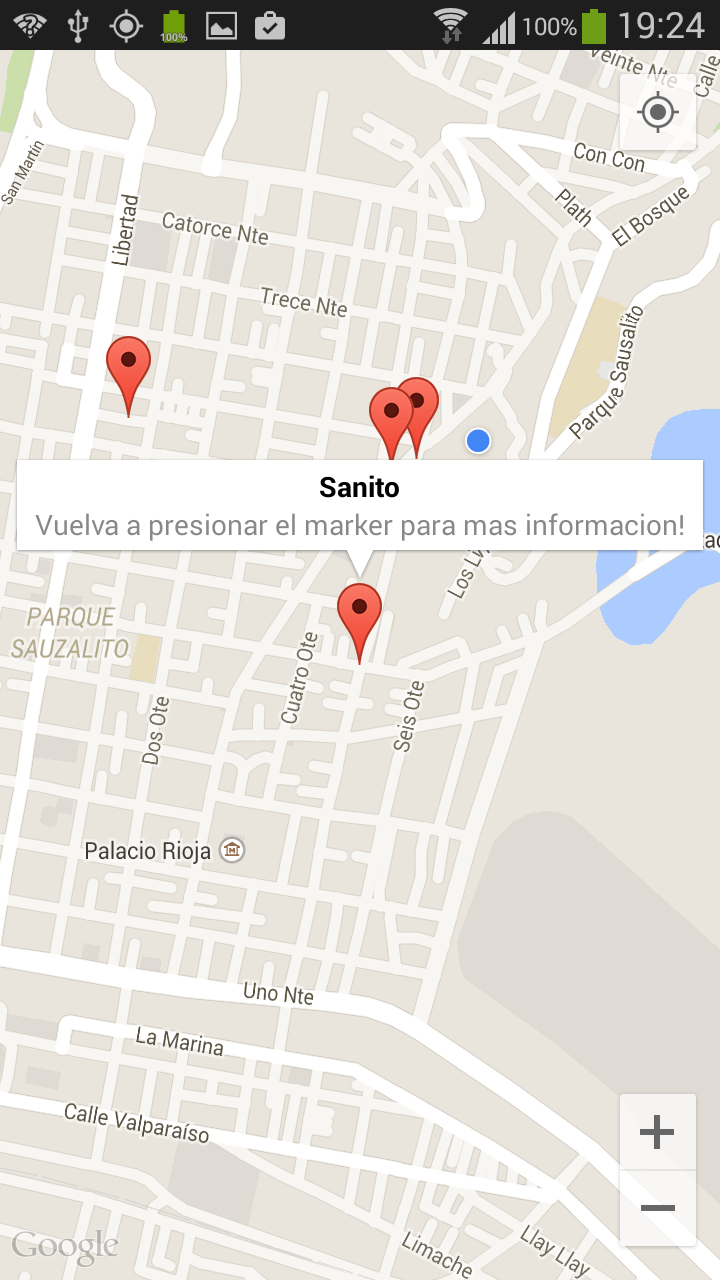 100%
100%
19:24
Veinte Nte
Calle
San Martín
Con Con
Plath
El Bosque
Libertad
Catorce Nte
Trece Nte
Parque Sausalito
Sanito
Vuelva a presionar el marker para mas informacion!
PARQUE
SAUZALITO
Cuatro Ote
Seis Ote
Dos Ote
Palacio Rioja
Uno Nte
La Marina
Calle Valparaíso
+
−
Google
Limache
Llay Llay